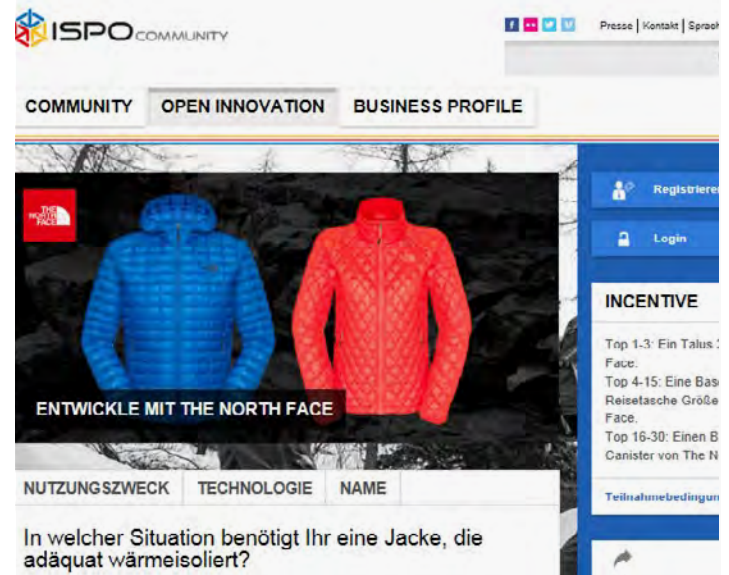 ISPO COMMUNITY
Presse | Kontakt |
COMMUNITY OPEN INNOVATION BUSINESS PROFILE
THE
NORTH
FACE
ENTWICKLE MIT THE NORTH FACE
NUTZUNGSZWECK TECHNOLOGIE NAME
In welcher Situation benötigt Ihr eine Jacke, die
adäquat wärmeisoliert?
Registrieren
Login
INCENTIVE
Top 1-3: Ein Talus
Face.
Top 4-15: Eine
Reisetasche Größe
Face.
Top 16-30: Einen B
Canister von The N
Teilnahmebedingun